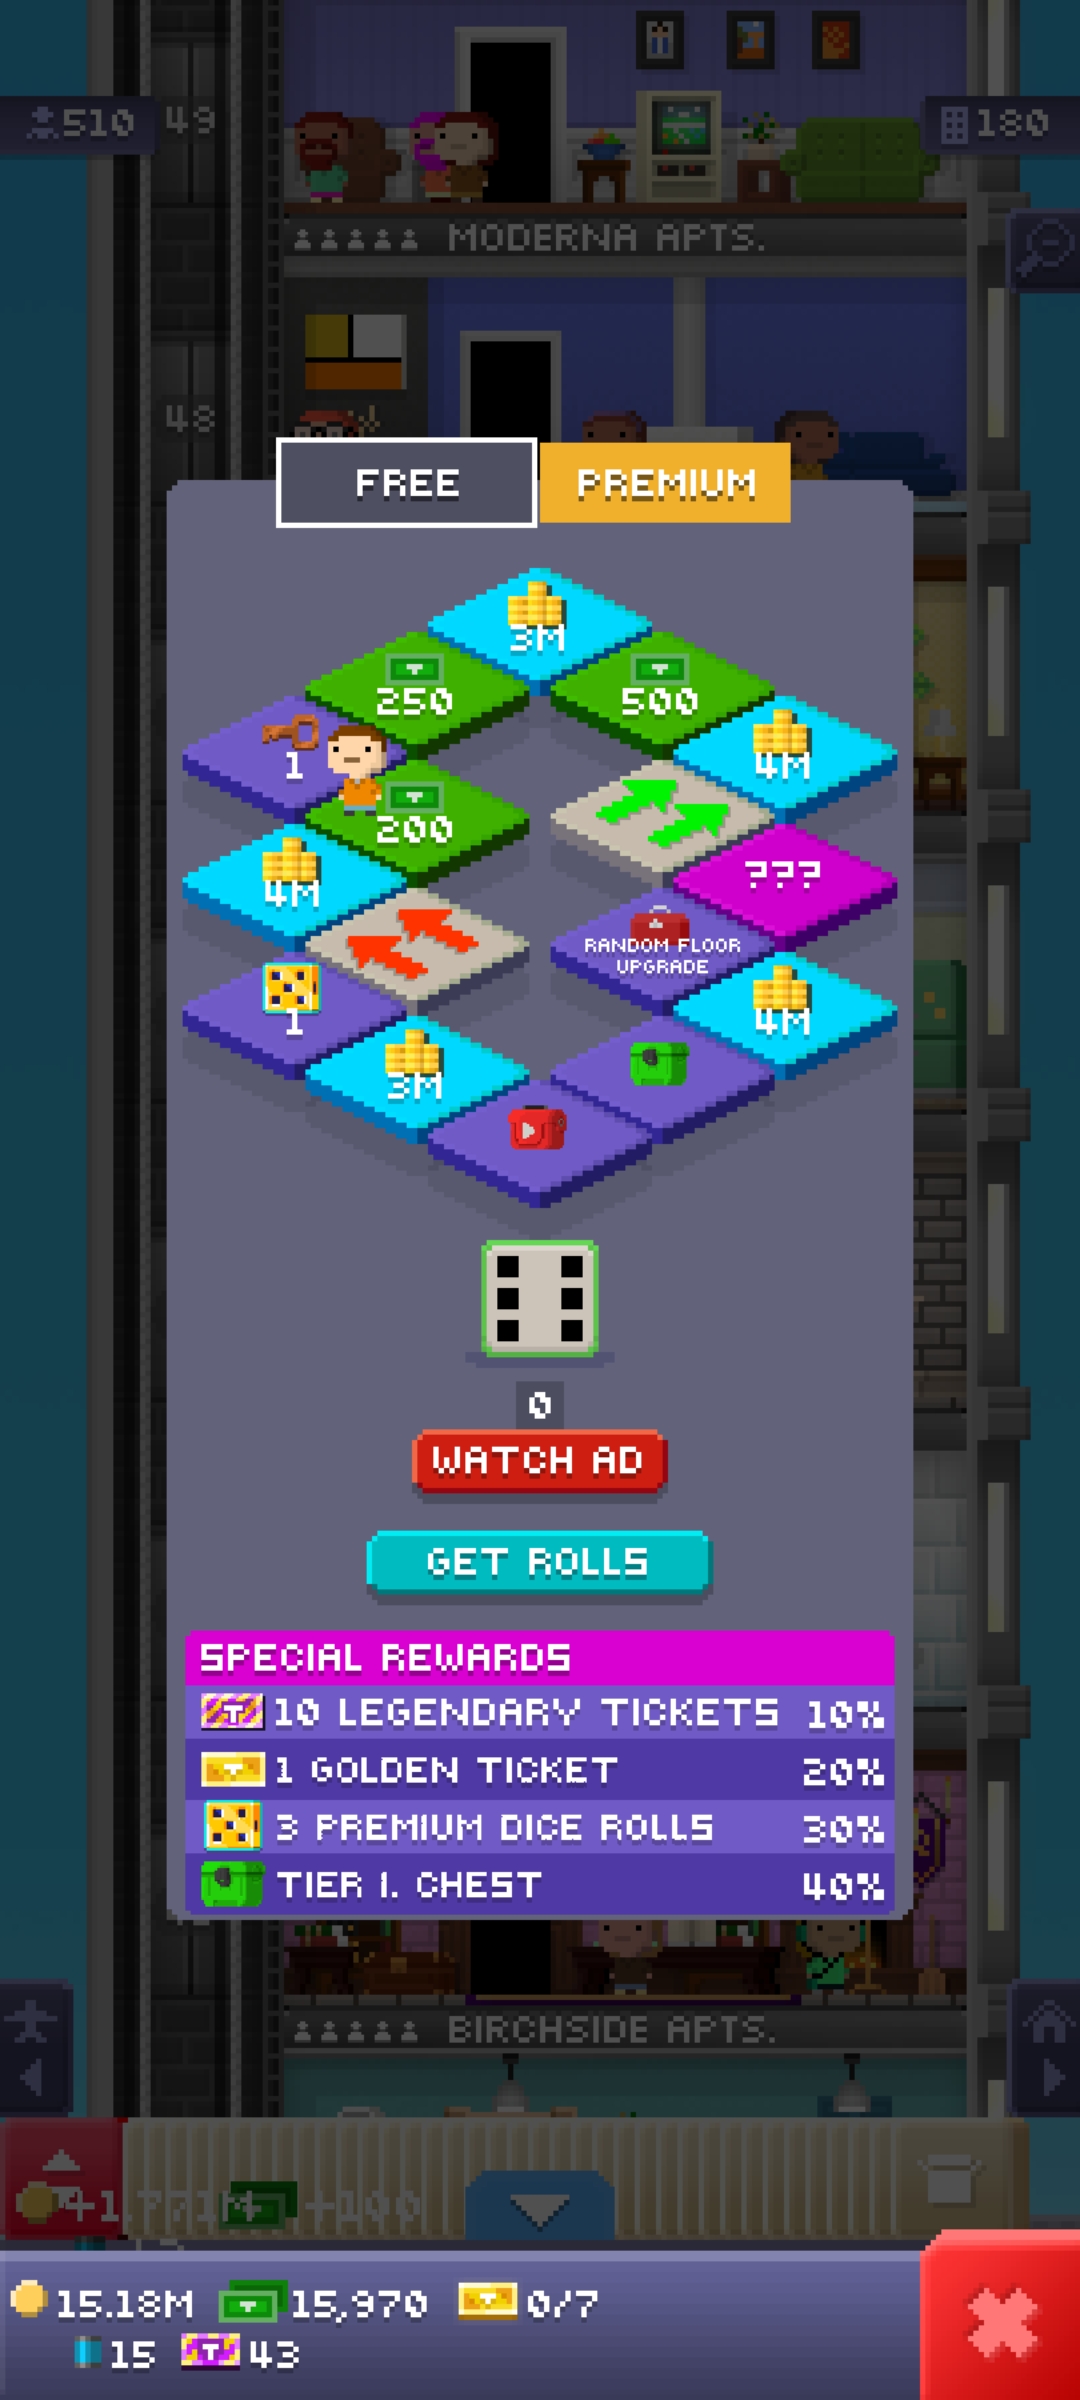 49
510
180
MODERNA APTS.
48
FREE
PREMIUM
3M
250
500
1
4M
200
4M
???
RANDOM FLOOR
UPGRADE
1
4M
3M
0
WATCH AD
GET ROLLS
SPECIAL REWARDS
10 LEGENDARY TICKETS 10%
1 GOLDEN TICKET 20%
3 PREMIUM DICE ROLLS 30%
TIER 1. CHEST 40%
BIRCHSIDE APTS.
+100
15.18M 15,970 0/7
15 43